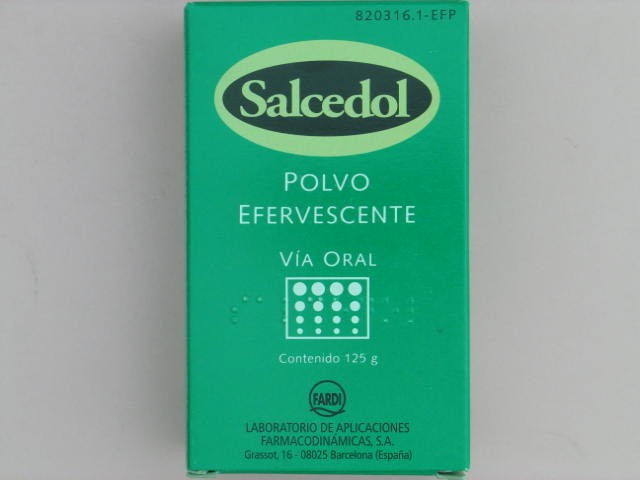 820316.1-EFP
Salcedol
POLVO
EFERVESCENTE
VÍA ORAL
Contenido 125 g
FARDI
LABORATORIO DE APLICACIONES
FARMACODINÁMICAS, S.A.
Grassot, 16 - 08025 Barcelona (España)